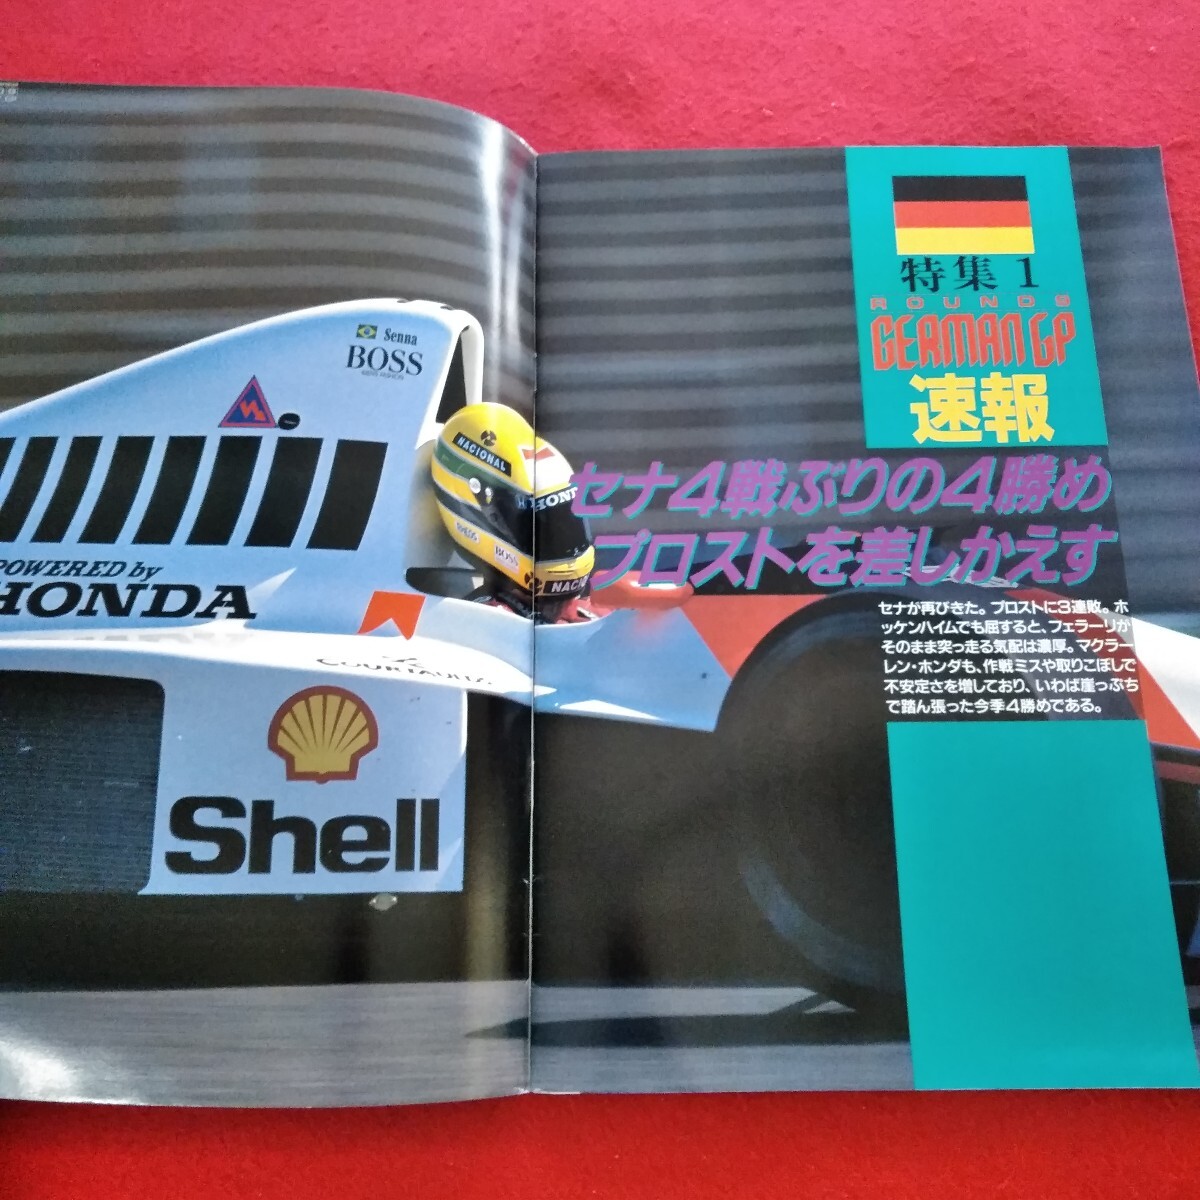 Senna
BOSS
POWERED by
HONDA
COURTAULDS
Shell
NACIONAL
HONDA
BOSS
NACI
特集 1
ROUND 9
GERMAN GP
速報
セナ4戦ぶりの4勝め
プロストを差しかえす
セナが再びきた。プロストに3連敗。ホ
ッケンハイムでも屈すると、フェラーリが
そのまま突っ走る気配は濃厚。マクラー
レン・ホンダも、作戦ミスや取りこぼしで
不安定さを増しており、いわば崖っぷち
で踏ん張った今季4勝めである。